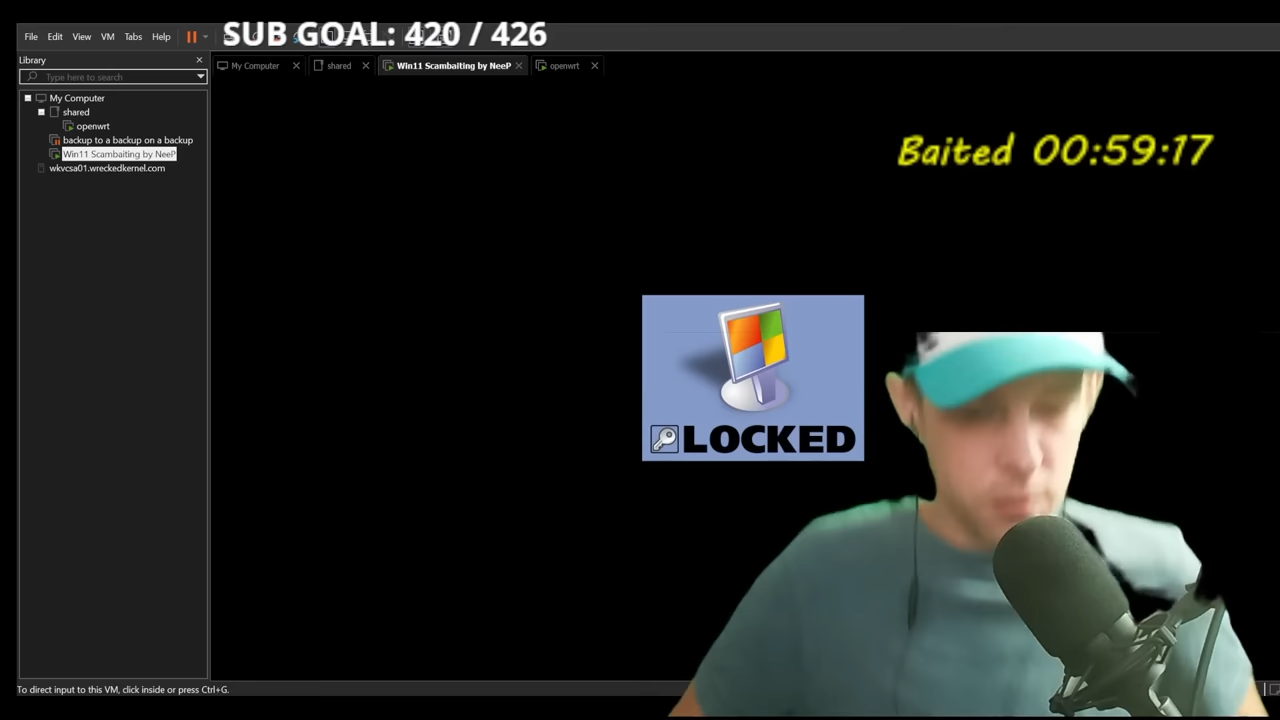 File Edit View VM Tabs Help
SUB GOAL: 420 / 426
Library
Type here to search
My Computer
shared
openwrt
backup to a backup on a backup
Win11 Scambaiting by NeeP
wkvcsa01.wreckedkernel.com
My Computer shared Win11 Scambaiting by NeeP openwrt
Baited 00:59:17
LOCKED
To direct input to this VM, click inside or press Ctrl+G.